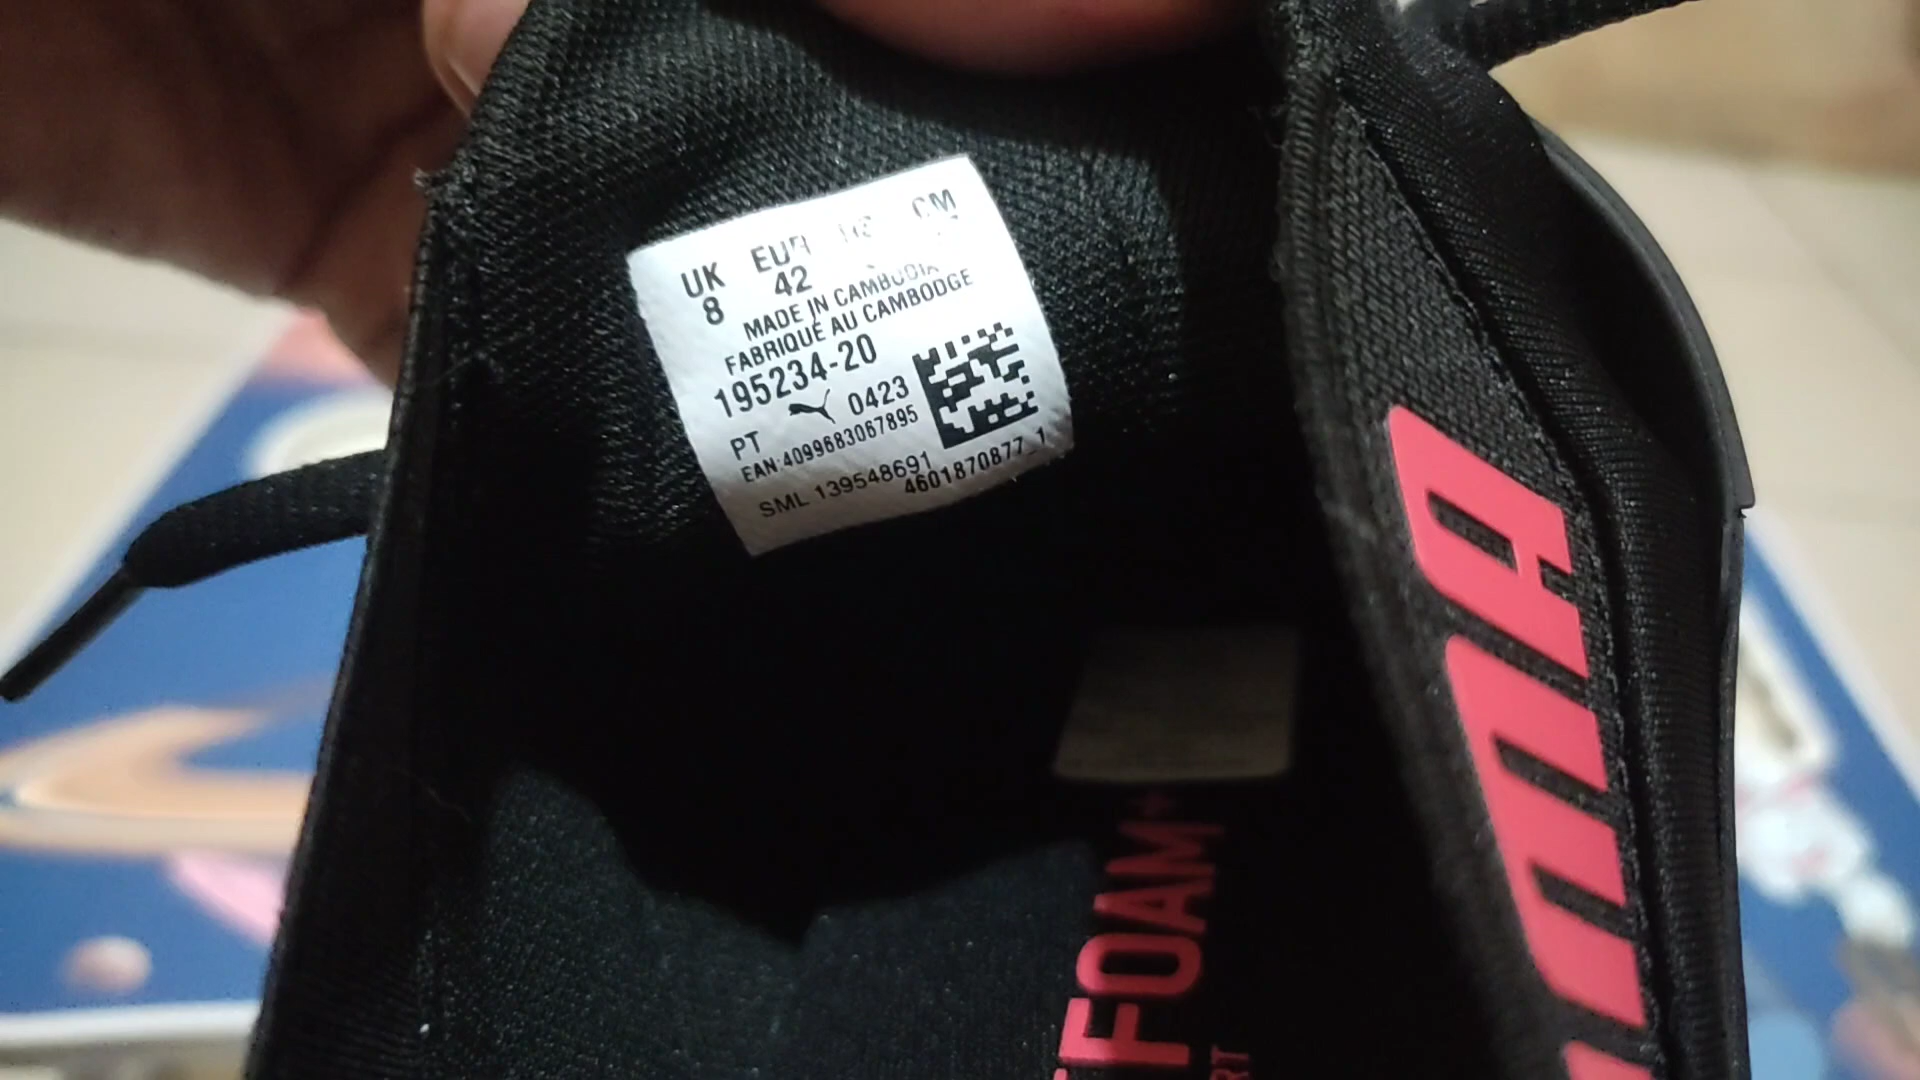 UK EUR CM
8 42
MADE IN CAMBODIA
FABRIQUÉ AU CAMBODGE
195234-20
PT 0423
EAN:4099683067895
SML 139548691
4601870877_1
FOAM+